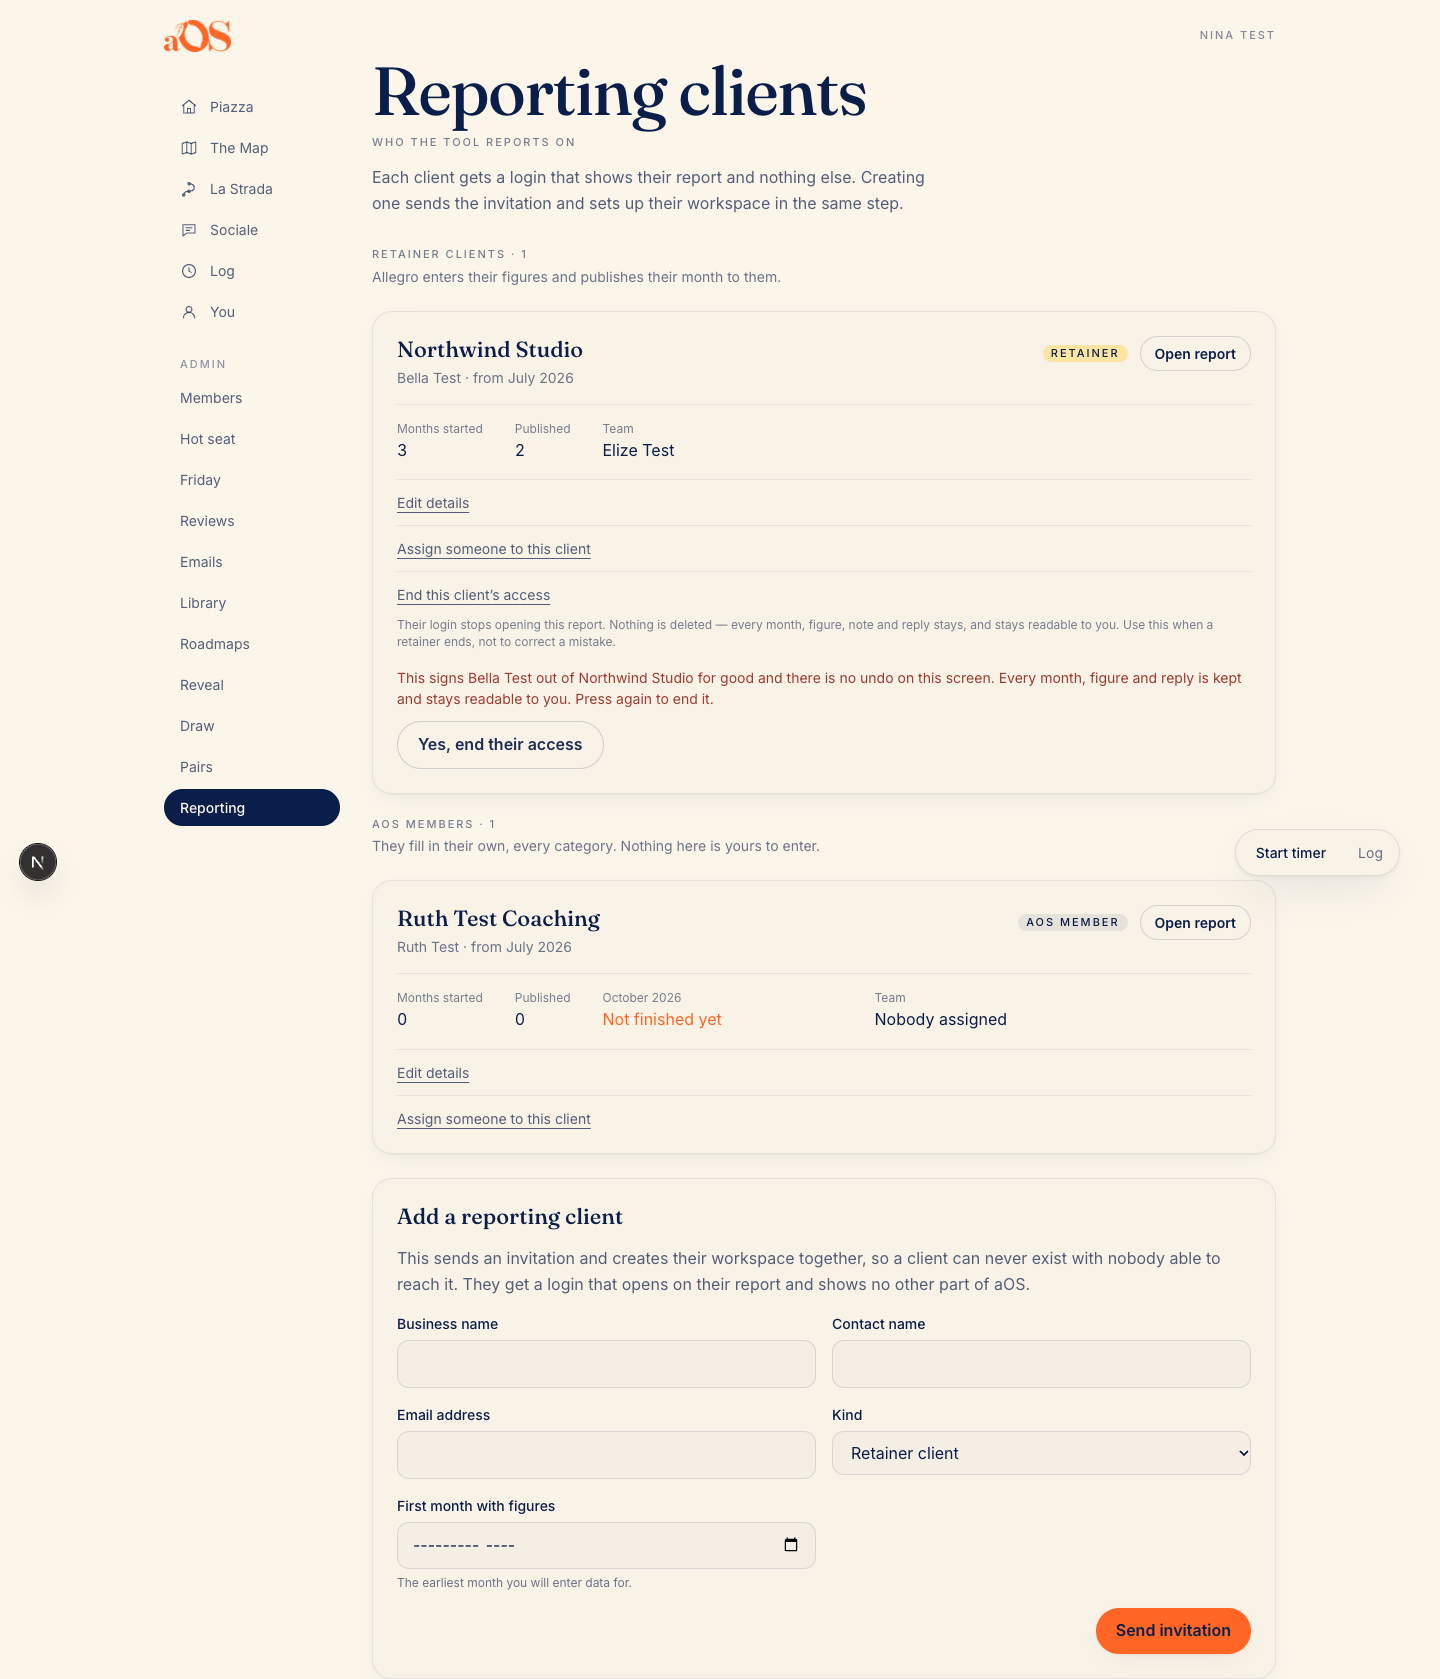 aOS
NINA TEST
Piazza
The Map
La Strada
Sociale
Log
You
ADMIN
Members
Hot seat
Friday
Reviews
Emails
Library
Roadmaps
Reveal
Draw
Pairs
Reporting
N
Reporting clients
WHO THE TOOL REPORTS ON
Each client gets a login that shows their report and nothing else. Creating
one sends the invitation and sets up their workspace in the same step.
RETAINER CLIENTS · 1
Allegro enters their figures and publishes their month to them.
Northwind Studio
RETAINER
Open report
Bella Test · from July 2026
Months started
Published
Team
3
2
Elize Test
Edit details
Assign someone to this client
End this client’s access
Their login stops opening this report. Nothing is deleted — every month, figure, note and reply stays, and stays readable to you. Use this when a
retainer ends, not to correct a mistake.
This signs Bella Test out of Northwind Studio for good and there is no undo on this screen. Every month, figure and reply is kept
and stays readable to you. Press again to end it.
Yes, end their access
AOS MEMBERS · 1
They fill in their own, every category. Nothing here is yours to enter.
Start timer
Log
Ruth Test Coaching
AOS MEMBER
Open report
Ruth Test · from July 2026
Months started
Published
October 2026
Team
0
0
Not finished yet
Nobody assigned
Edit details
Assign someone to this client
Add a reporting client
This sends an invitation and creates their workspace together, so a client can never exist with nobody able to
reach it. They get a login that opens on their report and shows no other part of aOS.
Business name
Contact name
Email address
Kind
Retainer client
First month with figures
--------- ----
The earliest month you will enter data for.
Send invitation